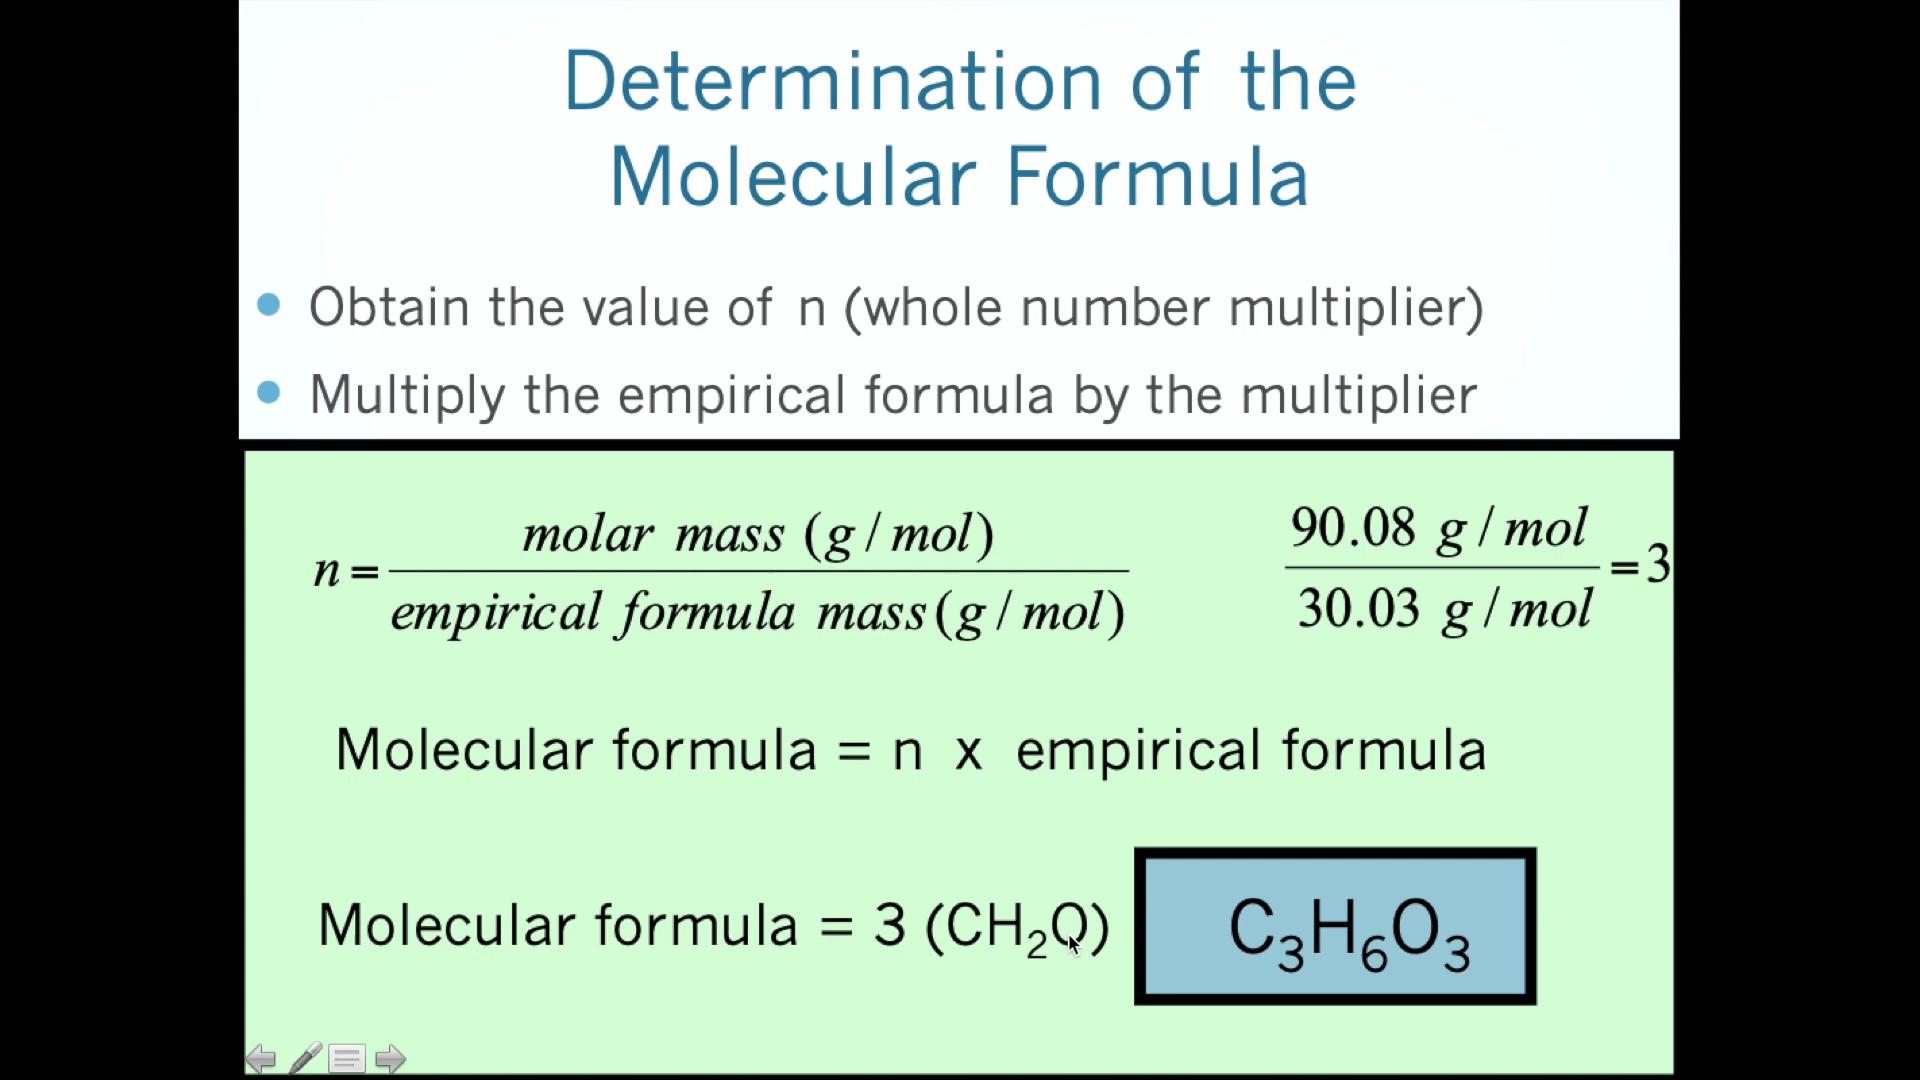 Determination of the
Molecular Formula
• Obtain the value of n (whole number multiplier)
• Multiply the empirical formula by the multiplier
n = molar mass (g / mol) / empirical formula mass (g / mol)
90.08 g / mol / 30.03 g / mol = 3
Molecular formula = n x empirical formula
Molecular formula = 3 (CH₂O)
C₃H₆O₃